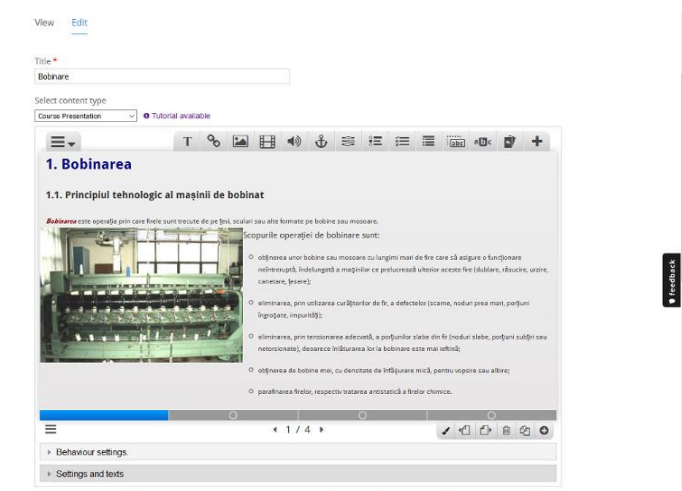 View Edit
Title *
Bobinare
Select content type
Course Presentation Tutorial available
T abc abc
1. Bobinarea
1.1. Principiul tehnologic al mașinii de bobinat
Bobinarea este operația prin care firele sunt trecute de pe țevi, sculuri sau alte formate pe bobine sau mosoare.
Scopurile operației de bobinare sunt:
obținerea unor bobine sau mosoare cu lungimi mari de fire care să asigure o funcționare
neîntreruptă, îndelungată a mașinilor ce prelucrează ulterior aceste fire (dublare, răsucire, urzire,
canetare, țesere);
eliminarea, prin utilizarea curățitorilor de fir, a defectelor (scame, noduri prea mari, porțiuni
îngroșate, impurități);
eliminarea, prin tensionarea adecvată, a porțiunilor slabe din fir (noduri slabe, porțiuni subțiri sau
netorsionate), deoarece înlăturarea lor la bobinare este mai ieftină;
obținerea de bobine moi, cu densitate de înfășurare mică, pentru vopsire sau albire;
parafinarea firelor, respectiv tratarea antistatică a firelor chimice.
1 / 4
Behaviour settings.
Settings and texts
feedback